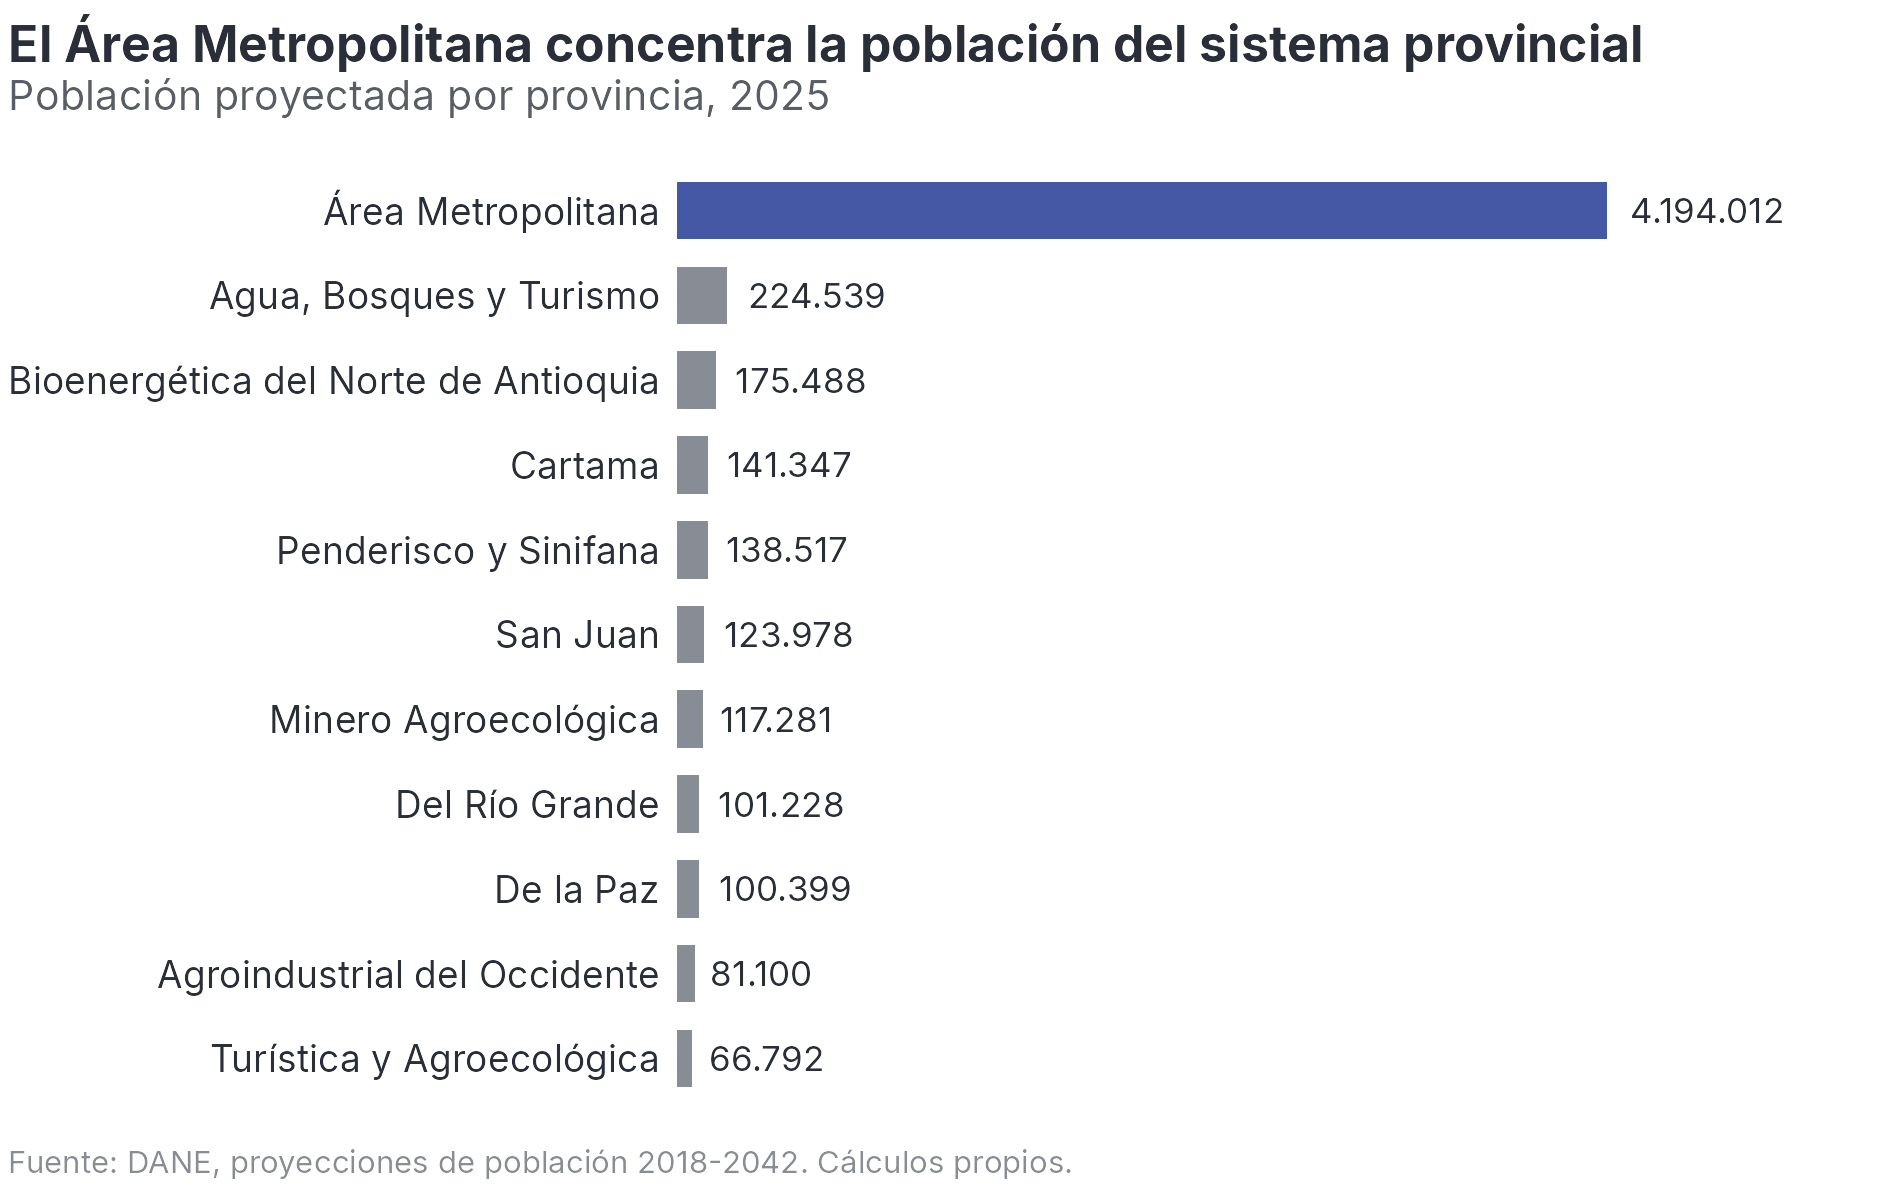 El Área Metropolitana concentra la población del sistema provincial
Población proyectada por provincia, 2025
Área Metropolitana 4.194.012
Agua, Bosques y Turismo 224.539
Bioenergética del Norte de Antioquia 175.488
Cartama 141.347
Penderisco y Sinifana 138.517
San Juan 123.978
Minero Agroecológica 117.281
Del Río Grande 101.228
De la Paz 100.399
Agroindustrial del Occidente 81.100
Turística y Agroecológica 66.792
Fuente: DANE, proyecciones de población 2018-2042. Cálculos propios.